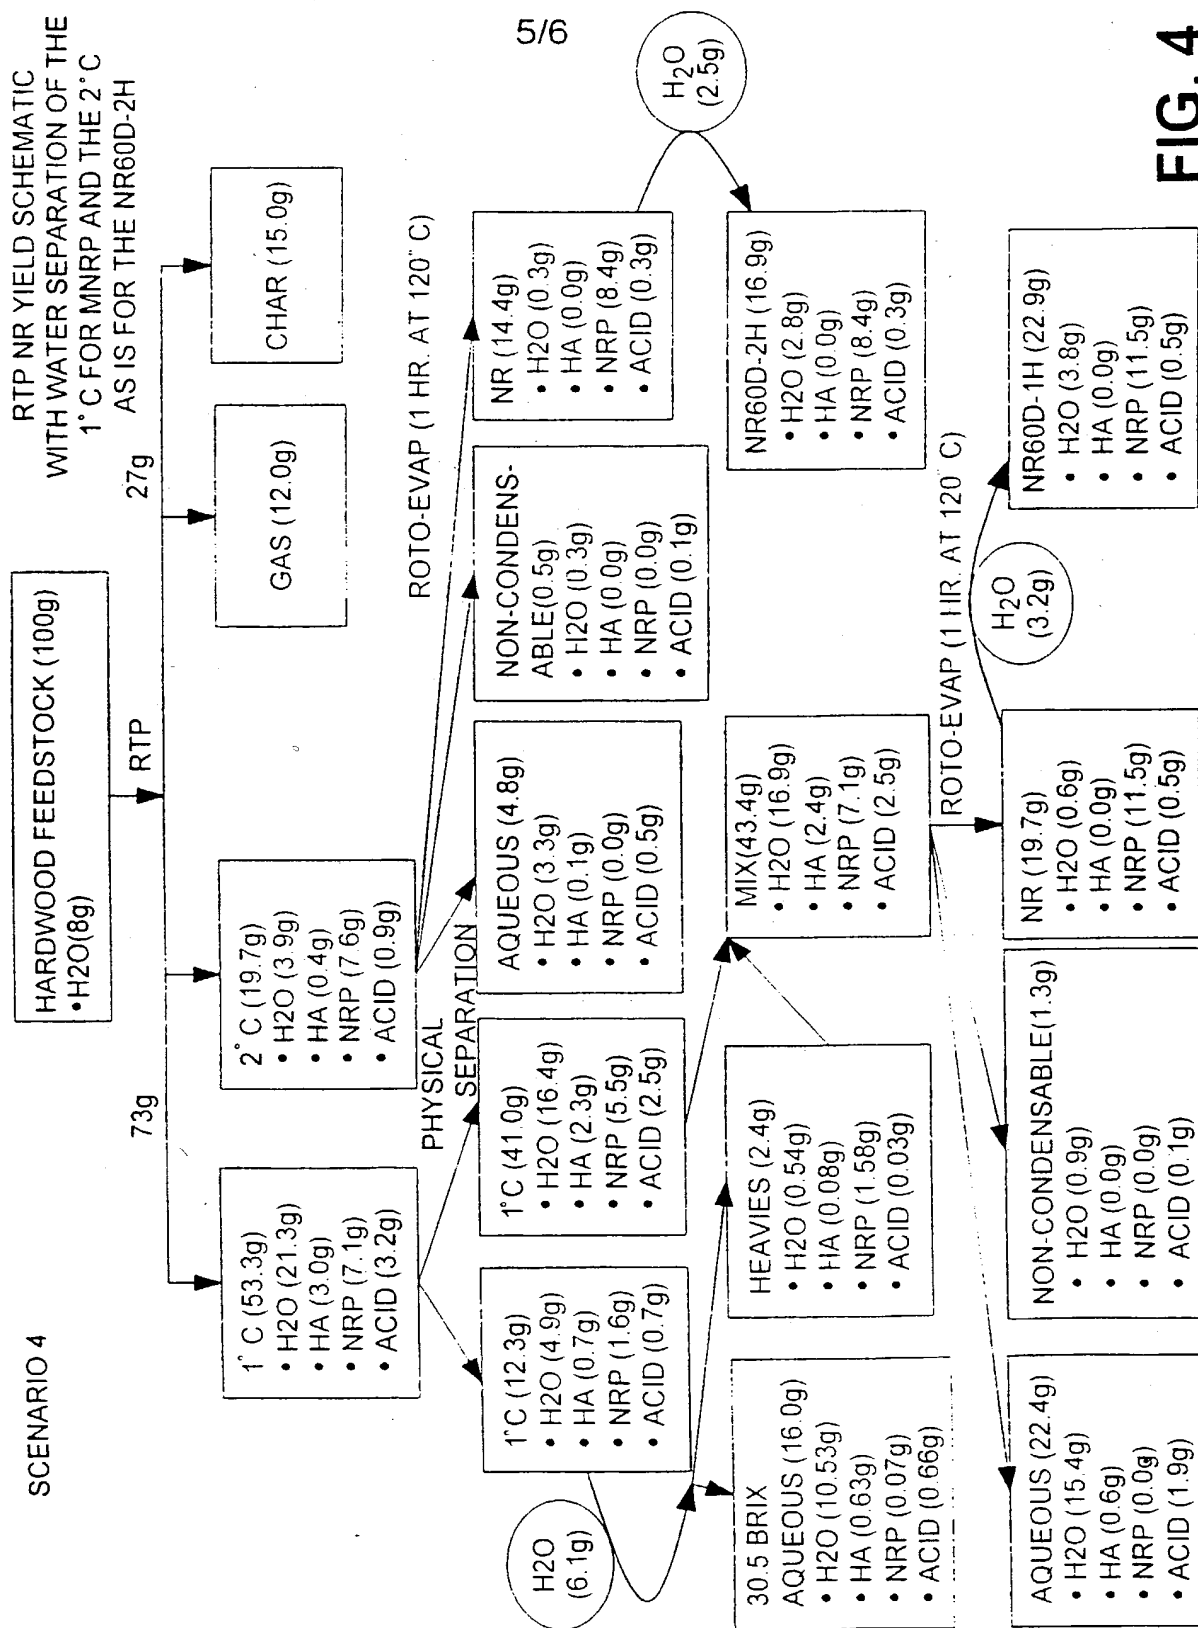 5/6
SCENARIO 4
RTP NR YIELD SCHEMATIC
WITH WATER SEPARATION OF THE
1°C FOR MNRP AND THE 2°C
AS IS FOR THE NR60D-2H
HARDWOOD FEEDSTOCK (100g)
•H2O(8g)
RTP
73g
27g
1°C (53.3g)
• H2O (21.3g)
• HA (3.0g)
• NRP (7.1g)
• ACID (3.2g)
2°C (19.7g)
• H2O (3.9g)
• HA (0.4g)
• NRP (7.6g)
• ACID (0.9g)
GAS (12.0g)
CHAR (15.0g)
PHYSICAL
SEPARATION
ROTO-EVAP (1 HR. AT 120°C)
1°C (12.3g)
• H2O (4.9g)
• HA (0.7g)
• NRP (1.6g)
• ACID (0.7g)
1°C (41.0g)
• H2O (16.4g)
• HA (2.3g)
• NRP (5.5g)
• ACID (2.5g)
AQUEOUS (4.8g)
• H2O (3.3g)
• HA (0.1g)
• NRP (0.0g)
• ACID (0.5g)
NON-CONDENS-
ABLE(0.5g)
• H2O (0.3g)
• HA (0.0g)
• NRP (0.0g)
• ACID (0.1g)
NR (14.4g)
• H2O (0.3g)
• HA (0.0g)
• NRP (8.4g)
• ACID (0.3g)
H2O
(6.1g)
H2O
(2.5g)
30.5 BRIX
AQUEOUS (16.0g)
• H2O (10.53g)
• HA (0.63g)
• NRP (0.07g)
• ACID (0.66g)
HEAVIES (2.4g)
• H2O (0.54g)
• HA (0.08g)
• NRP (1.58g)
• ACID (0.03g)
MIX(43.4g)
• H2O (16.9g)
• HA (2.4g)
• NRP (7.1g)
• ACID (2.5g)
NR60D-2H (16.9g)
• H2O (2.8g)
• HA (0.0g)
• NRP (8.4g)
• ACID (0.3g)
ROTO-EVAP (1 HR. AT 120°C)
H2O
(3.2g)
AQUEOUS (22.4g)
• H2O (15.4g)
• HA (0.6g)
• NRP (0.0g)
• ACID (1.9g)
NON-CONDENSABLE(1.3g)
• H2O (0.9g)
• HA (0.0g)
• NRP (0.0g)
• ACID (0.1g)
NR (19.7g)
• H2O (0.6g)
• HA (0.0g)
• NRP (11.5g)
• ACID (0.5g)
NR60D-1H (22.9g)
• H2O (3.8g)
• HA (0.0g)
• NRP (11.5g)
• ACID (0.5g)
FIG. 4